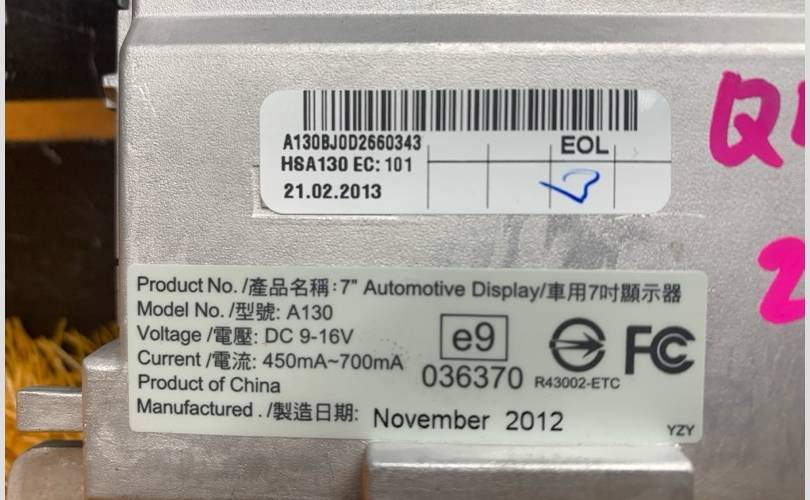 A130BJ0D2660343
EOL
HSA130 EC: 101
21.02.2013
Product No. /產品名稱: 7" Automotive Display/車用7吋顯示器
Model No. /型號: A130
Voltage /電壓: DC 9-16V
Current /電流: 450mA~700mA
Product of China
Manufactured . /製造日期: November 2012
e9
036370
R43002-ETC
FC
YZY
2